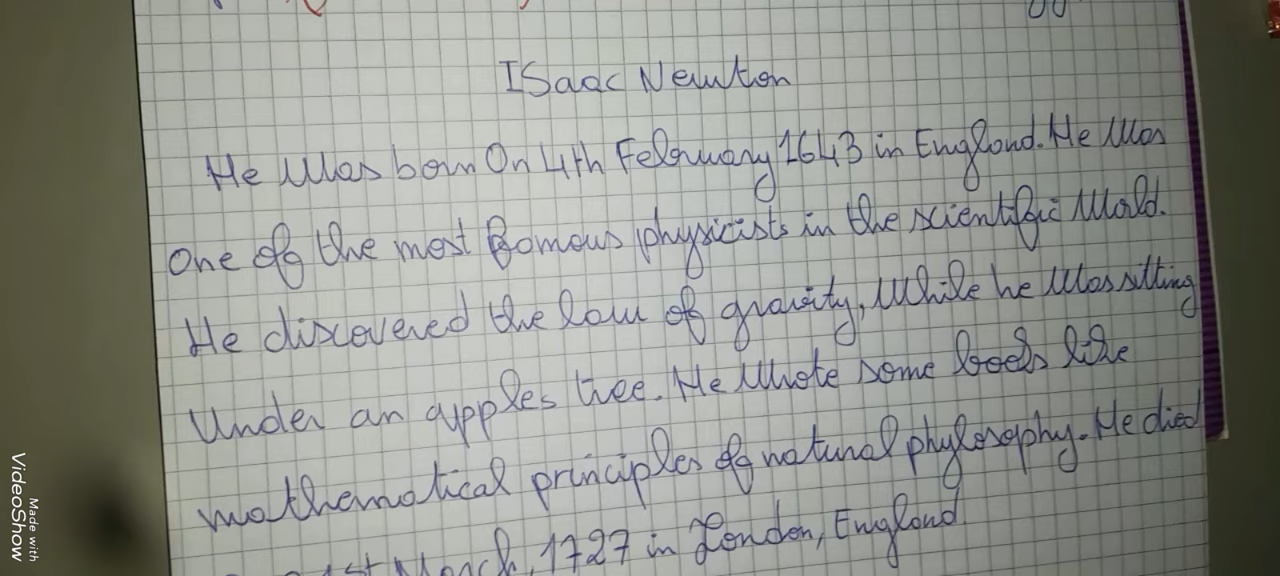 ISaac Newton
He Was born On 4th February 1643 in England. He Was
One of the most famous physicists in the scientific World.
He discovered the law of gravity, While he Was sitting
Under an apples tree. He Whote some books like
mathematical principles of natural phylosophy. He died
March, 1727 in London, England
Made with
VideoShow